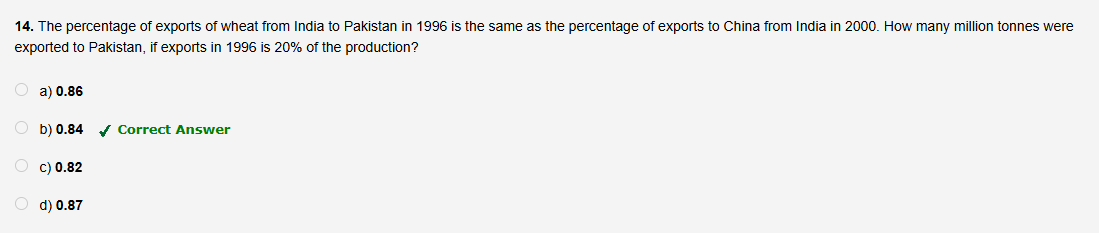 14. The percentage of exports of wheat from India to Pakistan in 1996 is the same as the percentage of exports to China from India in 2000. How many million tonnes were
exported to Pakistan, if exports in 1996 is 20% of the production?
a) 0.86
b) 0.84 ✓ Correct Answer
c) 0.82
d) 0.87